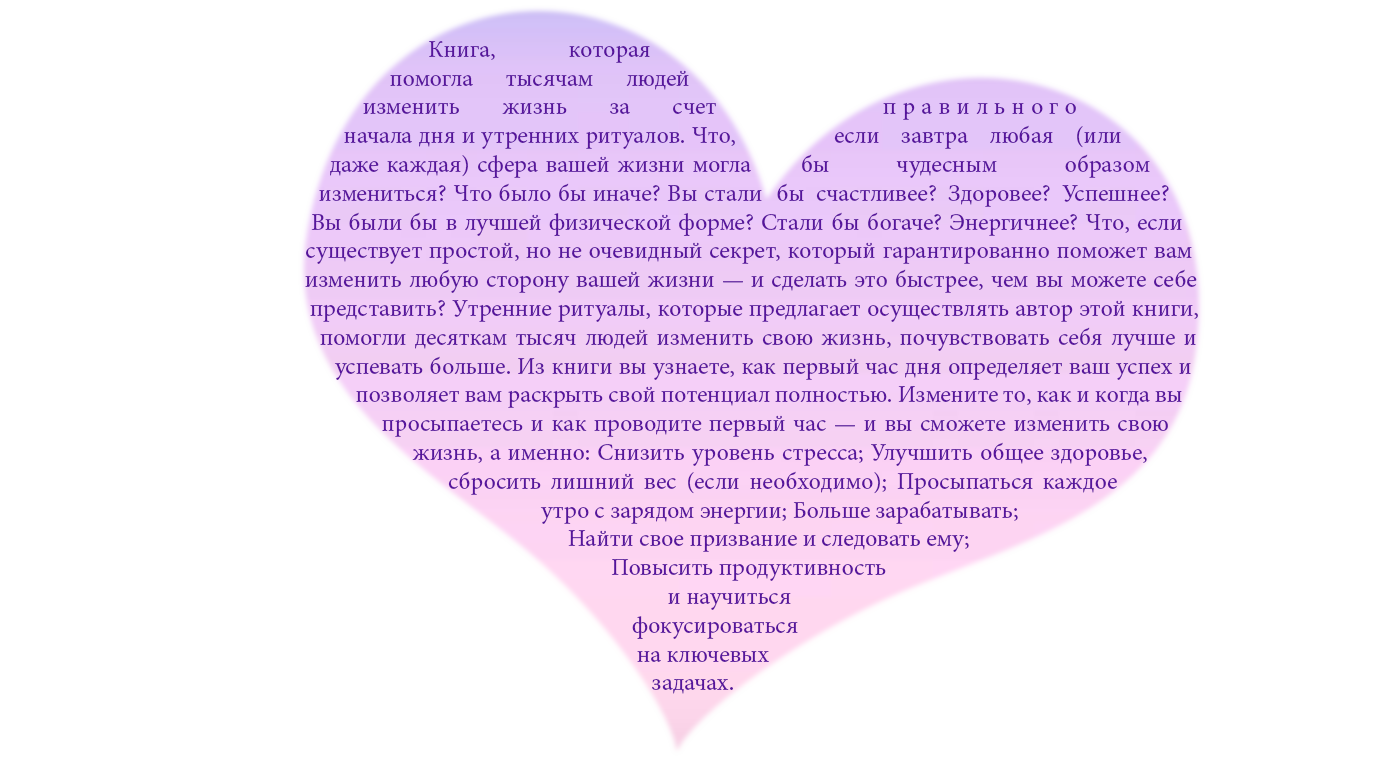 Книга, которая
помогла тысячам людей
изменить жизнь за счет правильного
начала дня и утренних ритуалов. Что, если завтра любая (или
даже каждая) сфера вашей жизни могла бы чудесным образом
измениться? Что было бы иначе? Вы стали бы счастливее? Здоровее? Успешнее?
Вы были бы в лучшей физической форме? Стали бы богаче? Энергичнее? Что, если
существует простой, но не очевидный секрет, который гарантированно поможет вам
изменить любую сторону вашей жизни — и сделать это быстрее, чем вы можете себе
представить? Утренние ритуалы, которые предлагает осуществлять автор этой книги,
помогли десяткам тысяч людей изменить свою жизнь, почувствовать себя лучше и
успевать больше. Из книги вы узнаете, как первый час дня определяет ваш успех и
позволяет вам раскрыть свой потенциал полностью. Измените то, как и когда вы
просыпаетесь и как проводите первый час — и вы сможете изменить свою
жизнь, а именно: Снизить уровень стресса; Улучшить общее здоровье,
сбросить лишний вес (если необходимо); Просыпаться каждое
утро с зарядом энергии; Больше зарабатывать;
Найти свое призвание и следовать ему;
Повысить продуктивность
и научиться
фокусироваться
на ключевых
задачах.